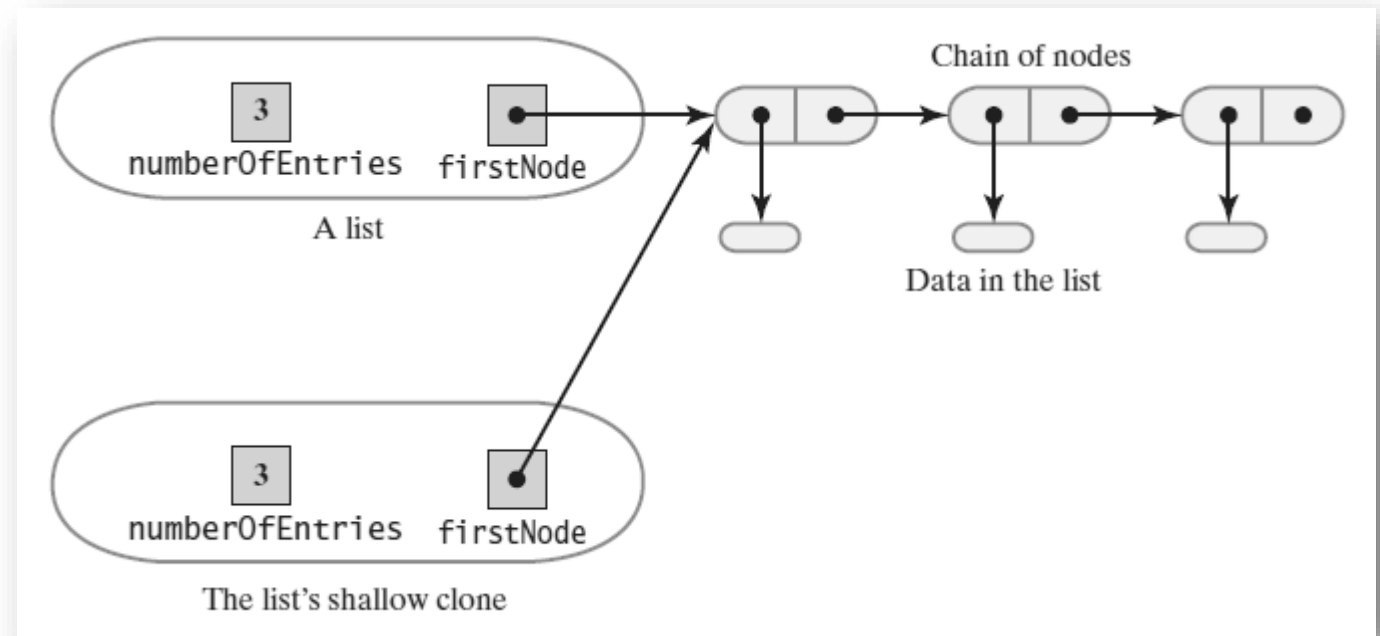 Chain of nodes
3
numberOfEntries firstNode
A list
Data in the list
3
numberOfEntries firstNode
The list's shallow clone